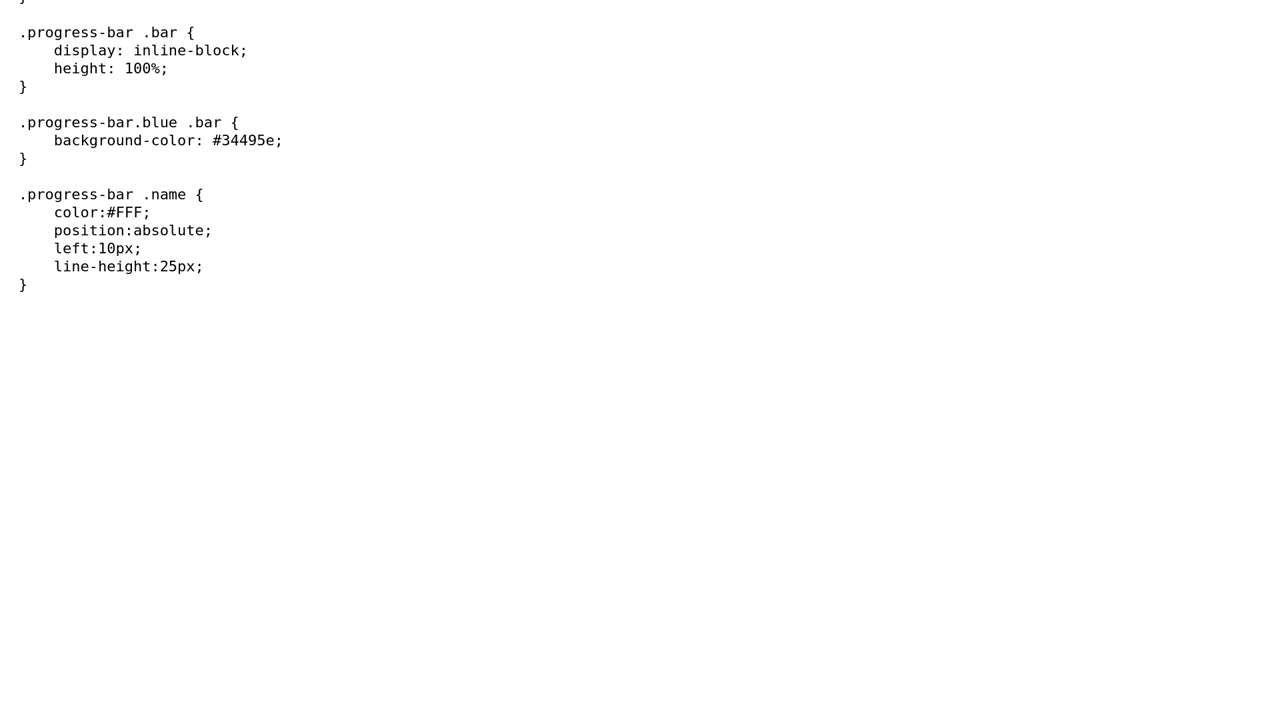 }
.progress-bar .bar {
    display: inline-block;
    height: 100%;
}
.progress-bar.blue .bar {
    background-color: #34495e;
}
.progress-bar .name {
    color:#FFF;
    position:absolute;
    left:10px;
    line-height:25px;
}